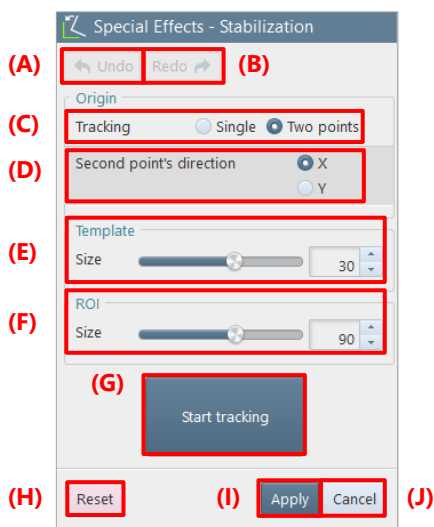 Special Effects - Stabilization
(A) Undo Redo (B)
Origin
(C) Tracking Single Two points
(D) Second point's direction X
Y
Template
(E) Size 30
ROI
(F) Size 90
(G)
Start tracking
(H) Reset (I) Apply Cancel (J)